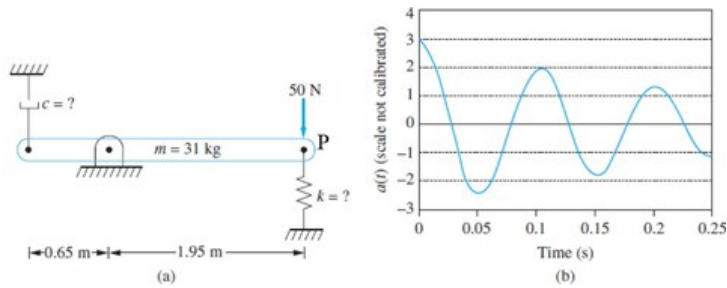 c = ?
50 N
P
m = 31 kg
k = ?
0.65 m
1.95 m
(a)
a(t) (scale not calibrated)
4
3
2
1
0
−1
−2
−3
0
0.05
0.1
0.15
0.2
0.25
Time (s)
(b)